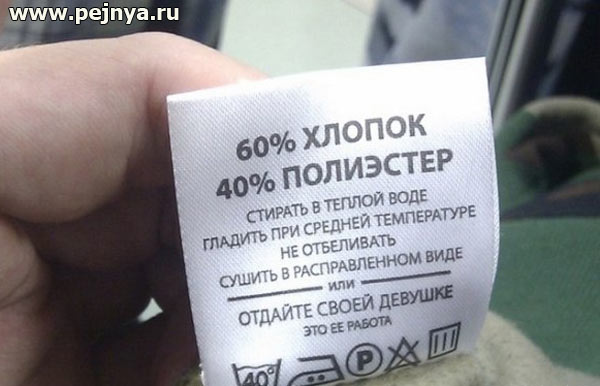 www.pejnya.ru
60% ХЛОПОК
40% ПОЛИЭСТЕР
СТИРАТЬ В ТЕПЛОЙ ВОДЕ
ГЛАДИТЬ ПРИ СРЕДНЕЙ ТЕМПЕРАТУРЕ
НЕ ОТБЕЛИВАТЬ
СУШИТЬ В РАСПРАВЛЕННОМ ВИДЕ
ИЛИ
ОТДАЙТЕ СВОЕЙ ДЕВУШКЕ
ЭТО ЕЕ РАБОТА
40° P